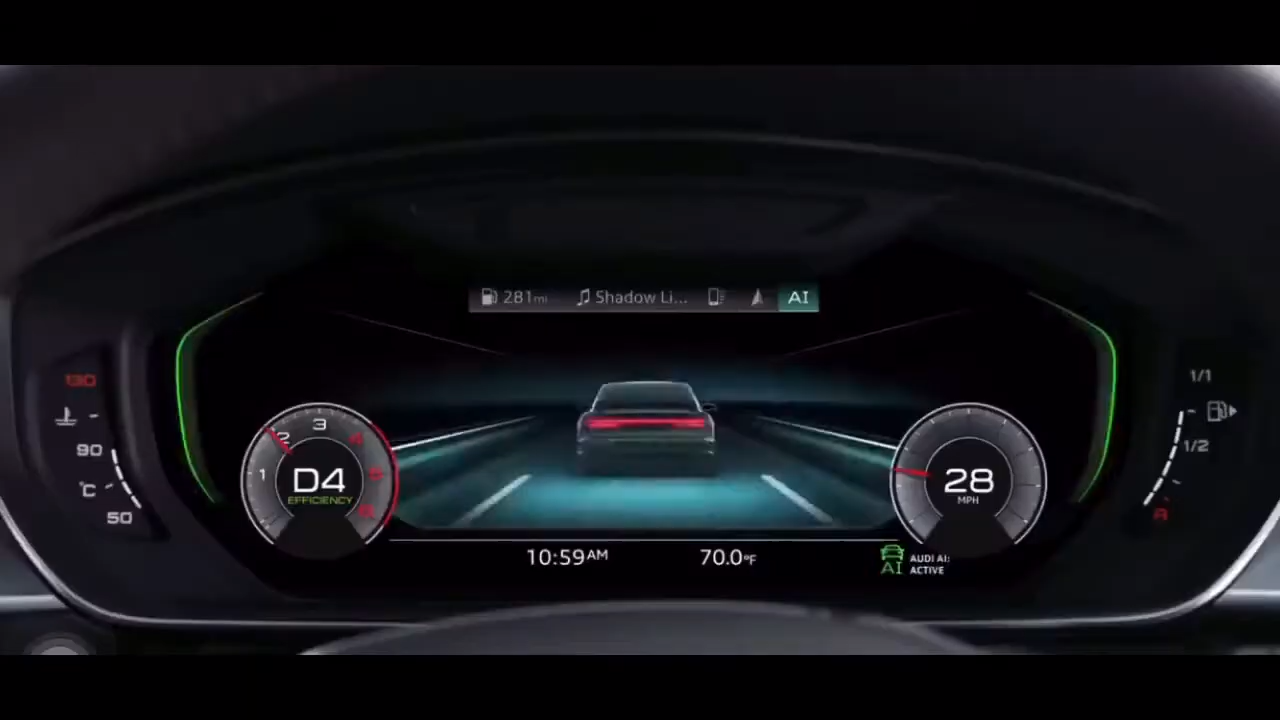 281mi
Shadow Li...
AI
130
90
°C
50
1
2
3
4
5
6
D4
EFFICIENCY
28
MPH
1/1
1/2
R
10:59AM
70.0°F
AI
AUDI AI:
ACTIVE